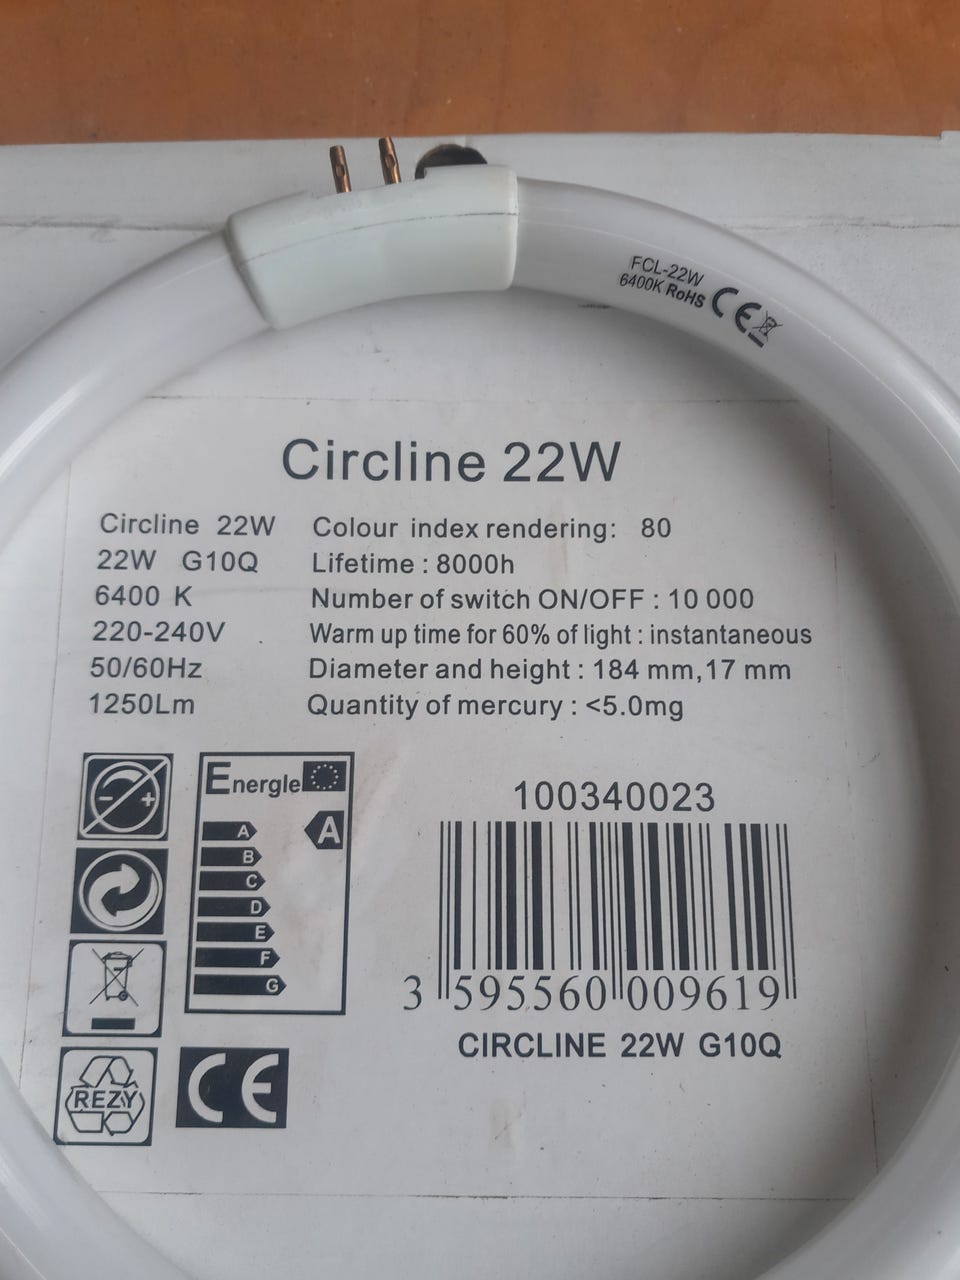 FCL-22W
6400K RoHS CE
Circline 22W
Circline 22W
22W G10Q
6400 K
220-240V
50/60Hz
1250Lm
Colour index rendering: 80
Lifetime : 8000h
Number of switch ON/OFF : 10 000
Warm up time for 60% of light : instantaneous
Diameter and height : 184 mm,17 mm
Quantity of mercury : <5.0mg
- +
Energie
A
A
B
C
D
E
F
G
REZY
CE
100340023
3 595560 009619
CIRCLINE 22W G10Q